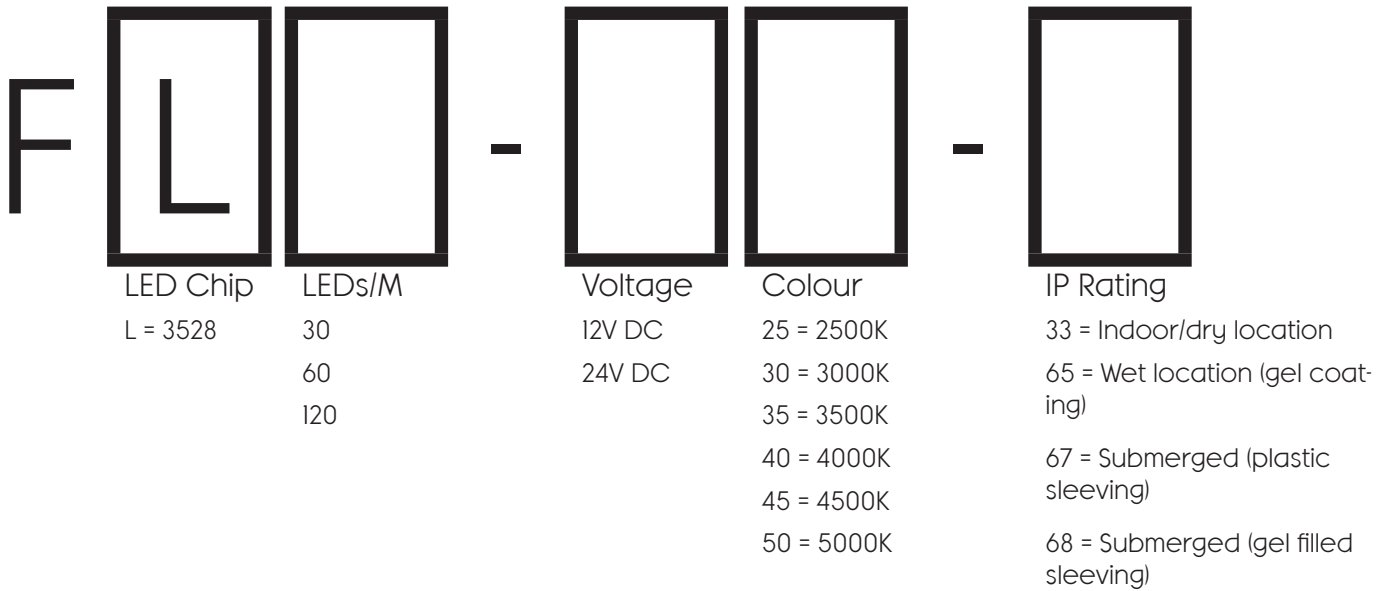 F L - -
LED Chip LEDs/M Voltage Colour IP Rating
L = 3528 30 12V DC 25 = 2500K 33 = Indoor/dry location
60 24V DC 30 = 3000K 65 = Wet location (gel coat-
ing)
120 35 = 3500K
40 = 4000K 67 = Submerged (plastic
sleeving)
45 = 4500K
50 = 5000K 68 = Submerged (gel filled
sleeving)